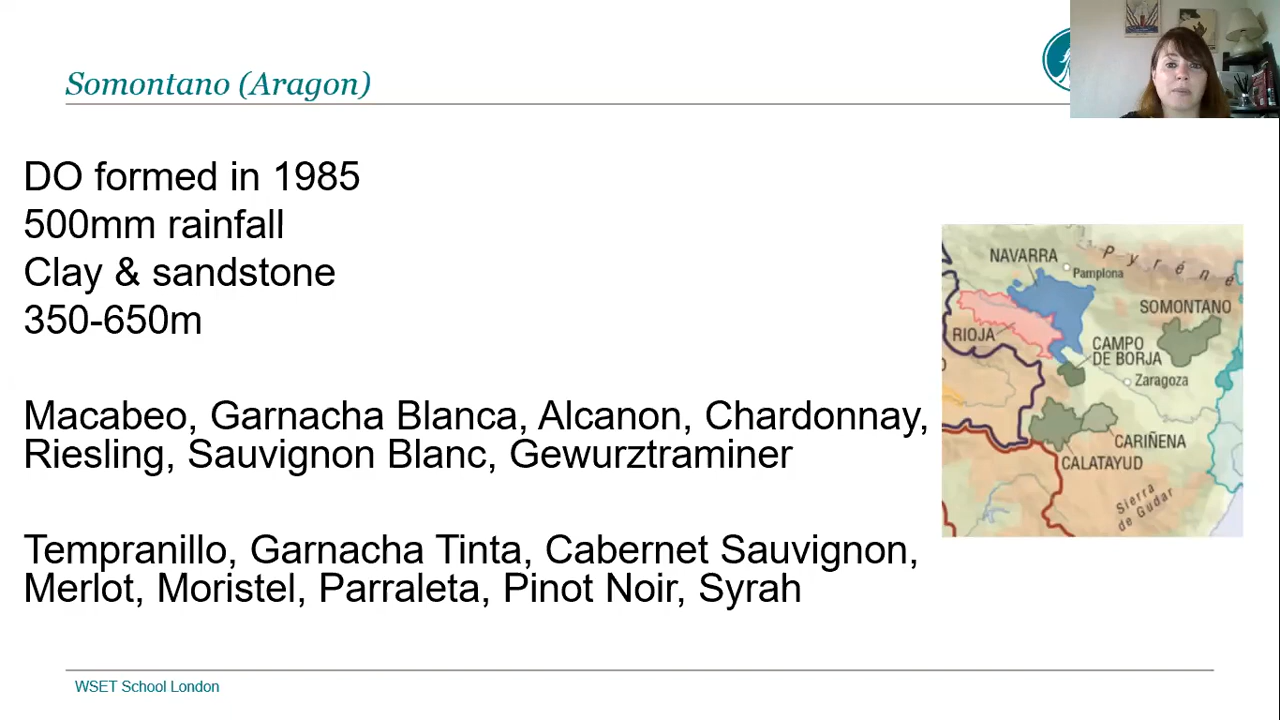 Somontano (Aragon)
DO formed in 1985
500mm rainfall
Clay & sandstone
350-650m
Macabeo, Garnacha Blanca, Alcanon, Chardonnay,
Riesling, Sauvignon Blanc, Gewurztraminer
Tempranillo, Garnacha Tinta, Cabernet Sauvignon,
Merlot, Moristel, Parraleta, Pinot Noir, Syrah
NAVARRA
Pyréné
Pamplona
SOMONTANO
RIOJA
CAMPO
DE BORJA
Zaragoza
CARIÑENA
CALATAYUD
Sierra
de Gúdar
WSET School London